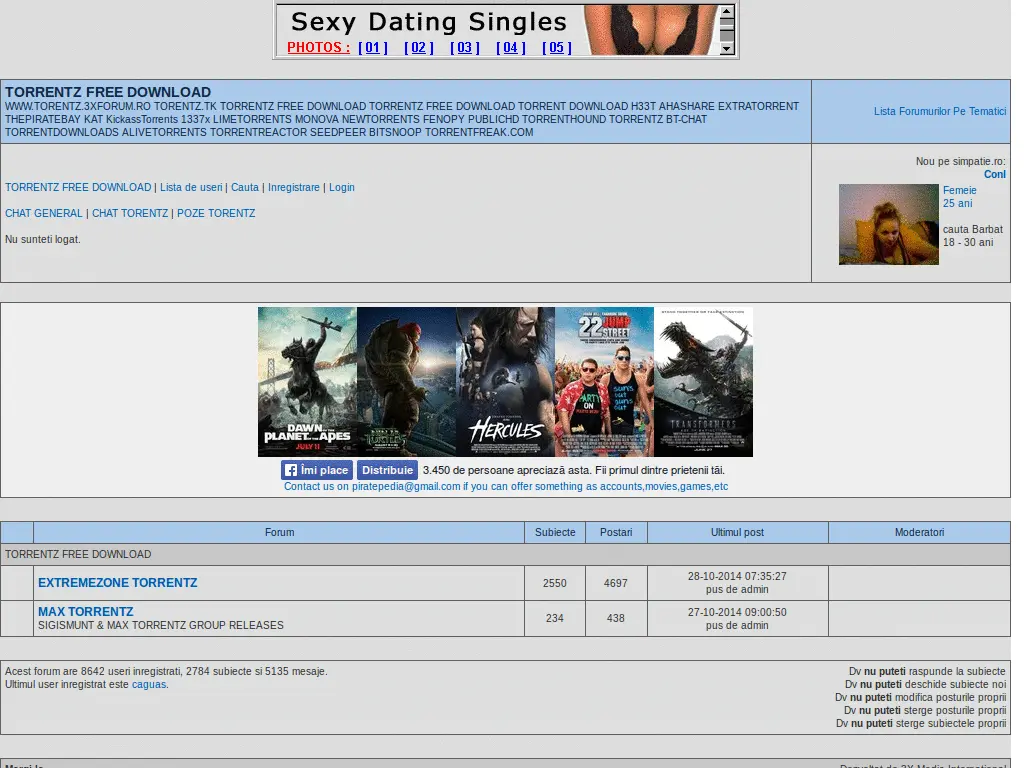 Sexy Dating Singles
PHOTOS : [ 01 ] [ 02 ] [ 03 ] [ 04 ] [ 05 ]
TORRENTZ FREE DOWNLOAD
WWW.TORENTZ.3XFORUM.RO TORENTZ.TK TORRENTZ FREE DOWNLOAD TORRENTZ FREE DOWNLOAD TORRENT DOWNLOAD H33T AHASHARE EXTRATORRENT
THEPIRATEBAY KAT KickassTorrents 1337x LIMETORRENTS MONOVA NEWTORRENTS FENOPY PUBLICHD TORRENTHOUND TORRENTZ BT-CHAT
TORRENTDOWNLOADS ALIVETORRENTS TORRENTREACTOR SEEDPEER BITSNOOP TORRENTFREAK.COM
Lista Forumurilor Pe Tematici
TORRENTZ FREE DOWNLOAD | Lista de useri | Cauta | Inregistrare | Login
CHAT GENERAL | CHAT TORENTZ | POZE TORENTZ
Nu sunteti logat.
Nou pe simpatie.ro:
Conl
Femeie
25 ani
cauta Barbat
18 - 30 ani
DAWN OF THE
PLANET OF THE APES
JULY 11
HERCULES
22 JUMP
STREET
PARTY
ON
SUNS
OUT
GUNS
OUT
TRANSFORMERS
JUNE 27
Îmi place Distribuie 3.450 de persoane apreciază asta. Fii primul dintre prietenii tăi.
Contact us on piratepedia@gmail.com if you can offer something as accounts,movies,games,etc
Forum Subiecte Postari Ultimul post Moderatori
TORRENTZ FREE DOWNLOAD
EXTREMEZONE TORRENTZ 2550 4697 28-10-2014 07:35:27
pus de admin
MAX TORRENTZ 234 438 27-10-2014 09:00:50
SIGISMUNT & MAX TORRENTZ GROUP RELEASES pus de admin
Acest forum are 8642 useri inregistrati, 2784 subiecte si 5135 mesaje.
Ultimul user inregistrat este caguas.
Dv nu puteti raspunde la subiecte
Dv nu puteti deschide subiecte noi
Dv nu puteti modifica posturile proprii
Dv nu puteti sterge posturile proprii
Dv nu puteti sterge subiectele proprii